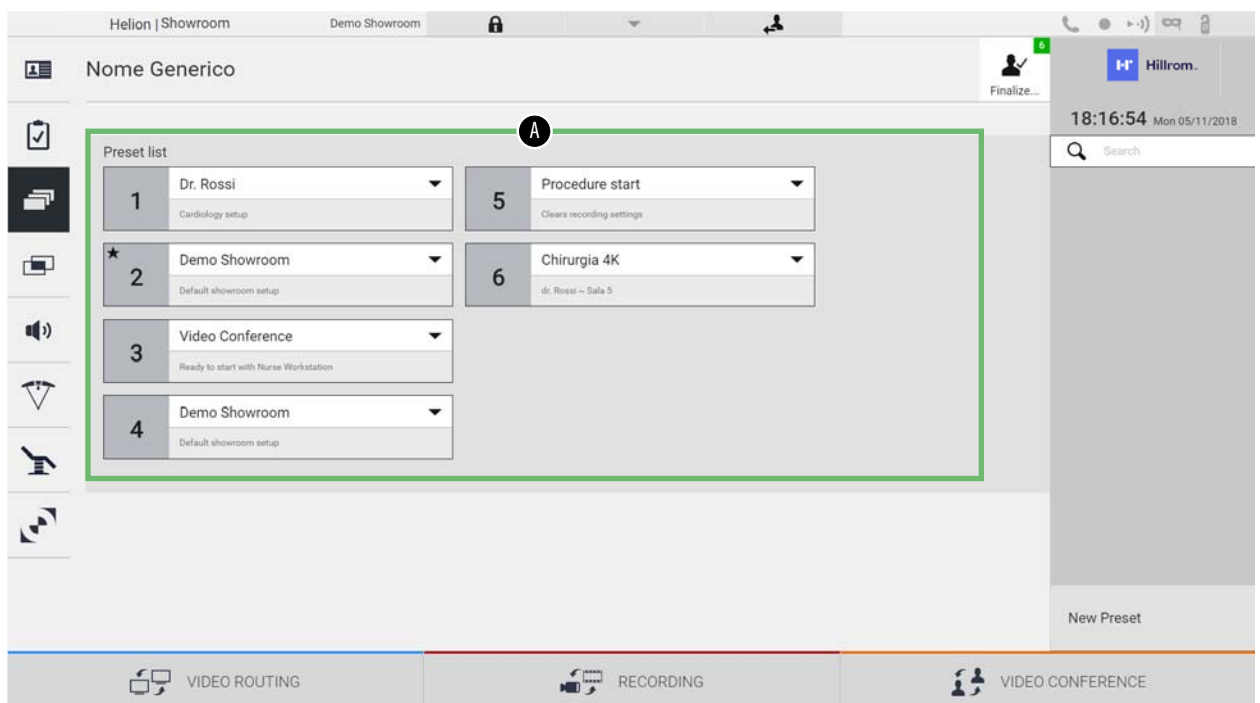 Helion | Showroom
Demo Showroom
6
Nome Generico
Finalize...
Hillrom™
18:16:54 Mon 05/11/2018
Search
A
Preset list
1
Dr. Rossi
Cardiology setup
2
Demo Showroom
Default showroom setup
3
Video Conference
Ready to start with Nurse Workstation
4
Demo Showroom
Default showroom setup
5
Procedure start
Clears recording settings
6
Chirurgia 4K
dr. Rossi ~ Sala 5
New Preset
VIDEO ROUTING
RECORDING
VIDEO CONFERENCE